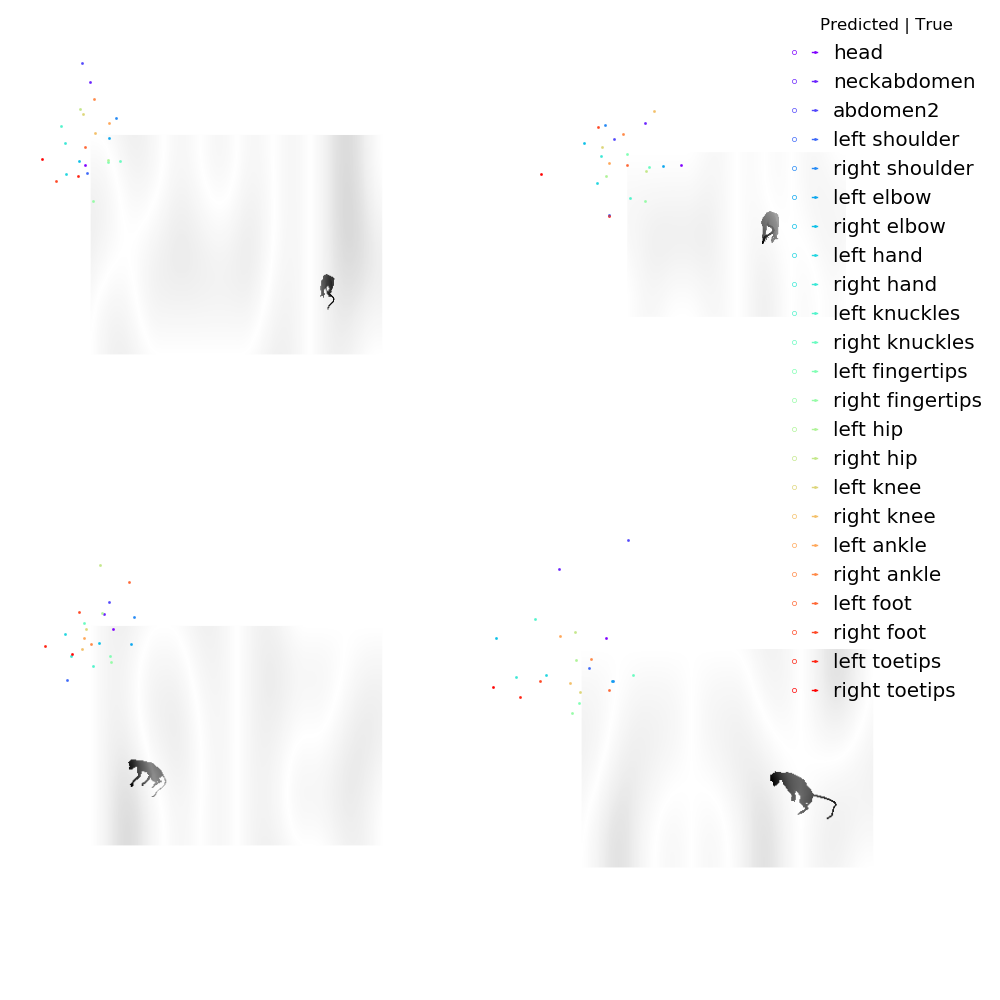 Predicted | True
head
neckabdomen
abdomen2
left shoulder
right shoulder
left elbow
right elbow
left hand
right hand
left knuckles
right knuckles
left fingertips
right fingertips
left hip
right hip
left knee
right knee
left ankle
right ankle
left foot
right foot
left toetips
right toetips